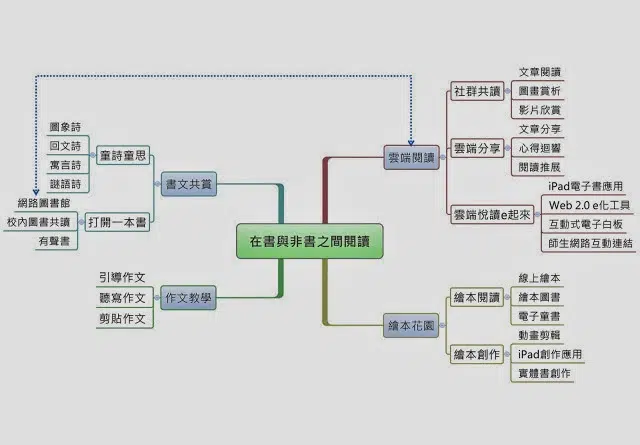 在書與非書之間閱讀
書文共賞
童詩童思
圖象詩
回文詩
寓言詩
謎語詩
打開一本書
網路圖書館
校內圖書共讀
有聲書
作文教學
引導作文
聽寫作文
剪貼作文
雲端閱讀
社群共讀
文章閱讀
圖畫賞析
影片欣賞
雲端分享
文章分享
心得迴響
閱讀推展
雲端悅讀e起來
iPad電子書應用
Web 2.0 e化工具
互動式電子白板
師生網路互動連結
繪本花園
繪本閱讀
線上繪本
繪本圖書
電子童書
繪本創作
動畫剪輯
iPad創作應用
實體書創作